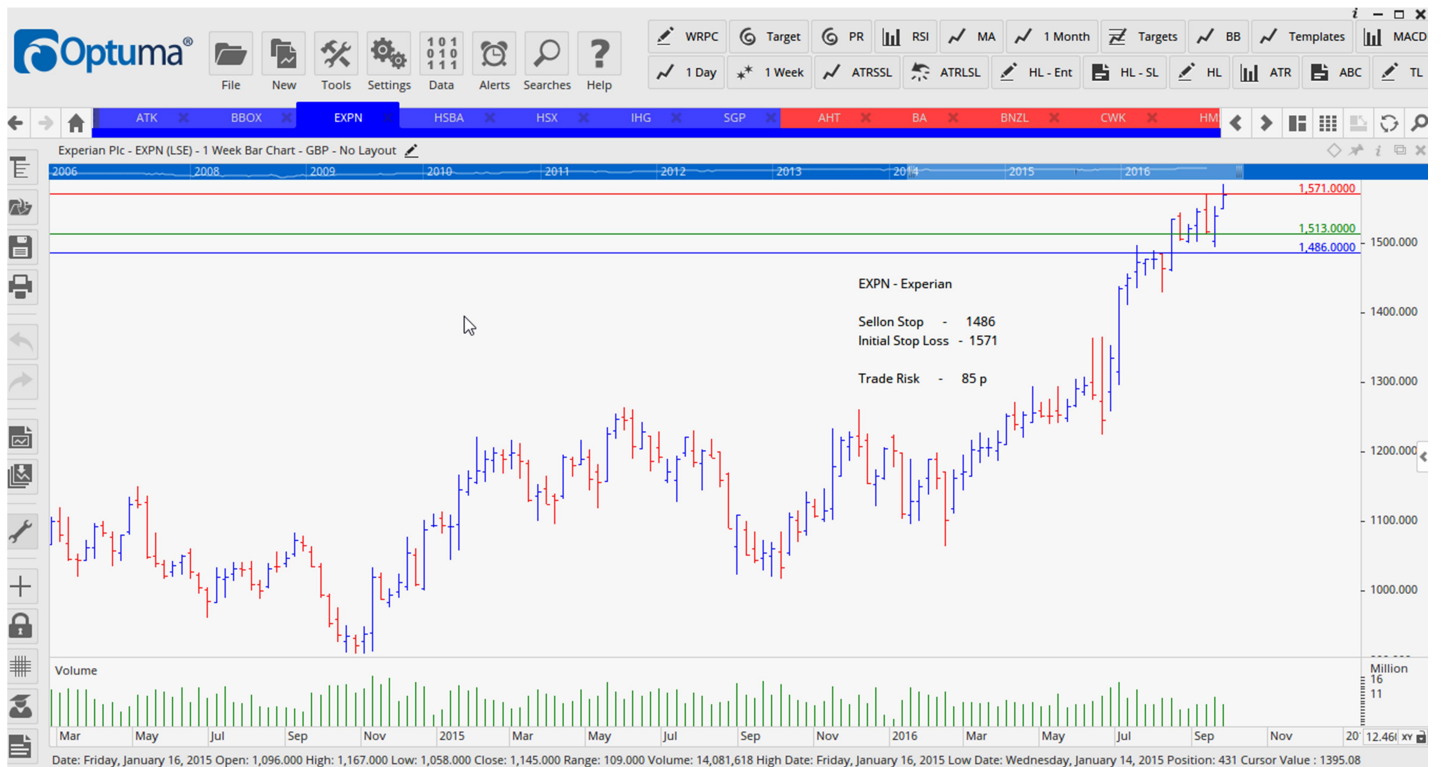 Optuma®
File New Tools Settings Data Alerts Searches Help
WRPC Target PR RSI MA 1 Month Targets BB Templates MACD
1 Day 1 Week ATRSSL ATRLSL HL - Ent HL - SL HL ATR ABC TL
ATK BBOX EXPN HSBA HSX IHG SGP AHT BA BNZL CWK HM
Experian Plc - EXPN (LSE) - 1 Week Bar Chart - GBP - No Layout
2006 2008 2009 2010 2011 2012 2013 2014 2015 2016
1,571.0000
1,513.0000
1,486.0000
1500.000
EXPN - Experian
1400.000
Sellon Stop - 1486
Initial Stop Loss - 1571
Trade Risk - 85 p
1300.000
1200.000
1100.000
1000.000
Volume
Million
16
11
Mar May Jul Sep Nov 2015 Mar May Jul Sep Nov 2016 Mar May Jul Sep Nov 20 12.46 XY
Date: Friday, January 16, 2015 Open: 1,096.000 High: 1,167.000 Low: 1,058.000 Close: 1,145.000 Range: 109.000 Volume: 14,081,618 High Date: Friday, January 16, 2015 Low Date: Wednesday, January 14, 2015 Position: 431 Cursor Value : 1395.08